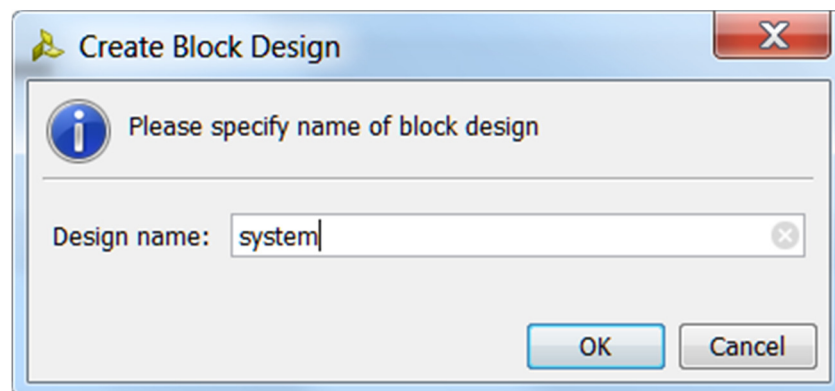 Create Block Design
Please specify name of block design
Design name: system
OK Cancel